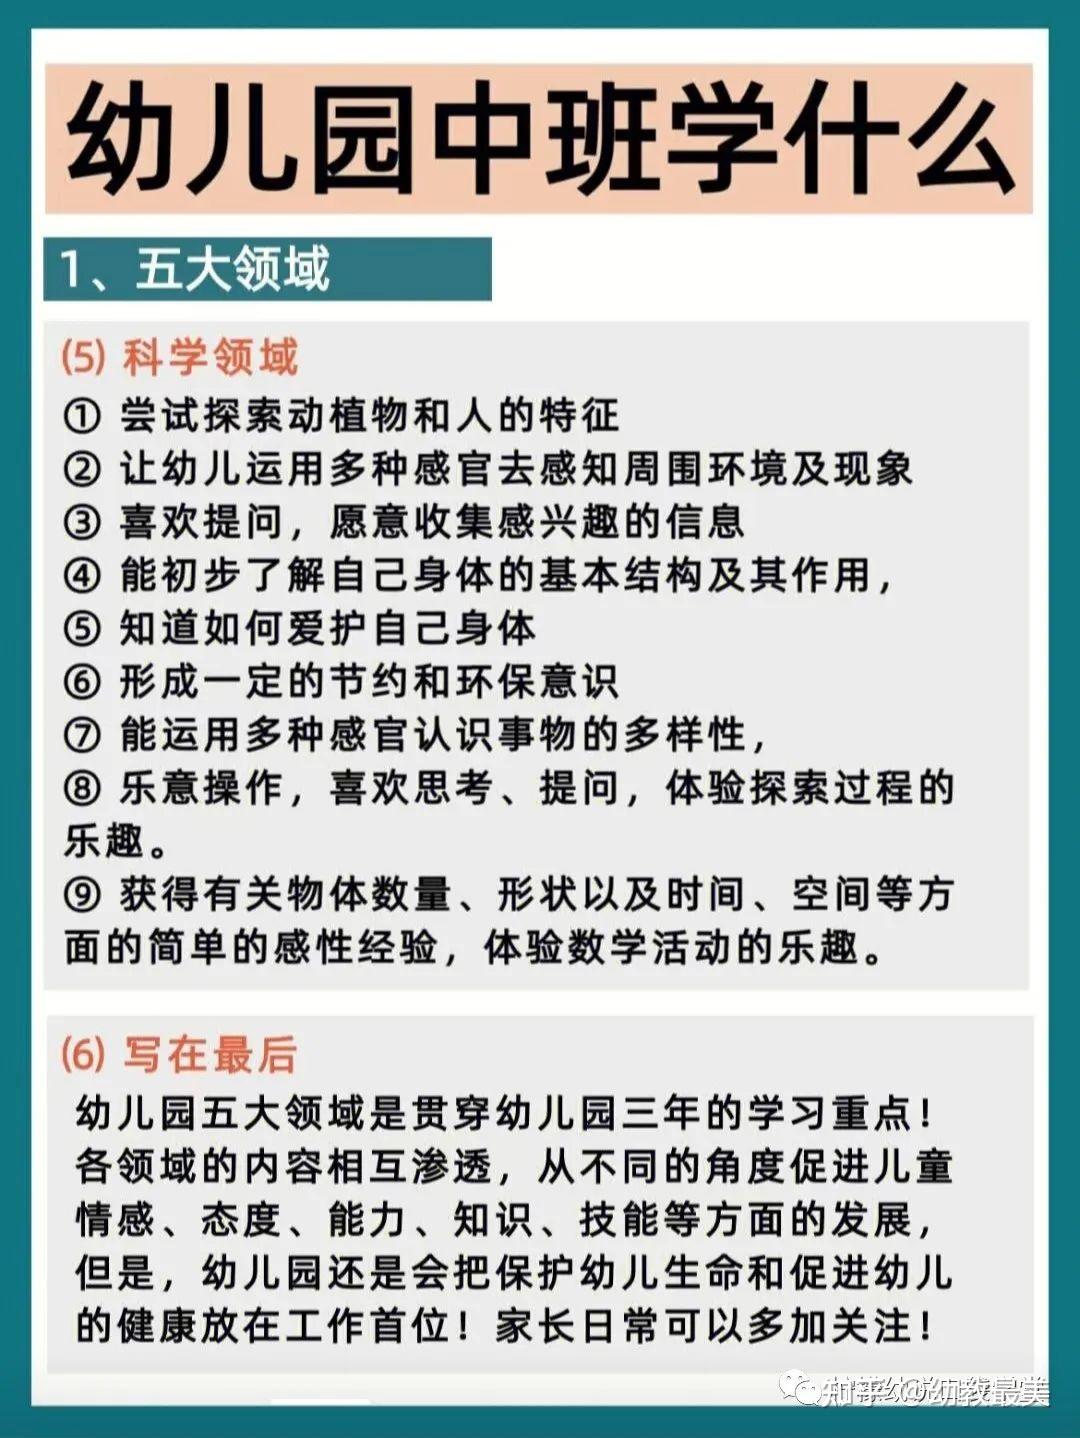 幼儿园中班学什么
1、五大领域
(5) 科学领域
① 尝试探索动植物和人的特征
② 让幼儿运用多种感官去感知周围环境及现象
③ 喜欢提问，愿意收集感兴趣的信息
④ 能初步了解自己身体的基本结构及其作用，
⑤ 知道如何爱护自己身体
⑥ 形成一定的节约和环保意识
⑦ 能运用多种感官认识事物的多样性，
⑧ 乐意操作，喜欢思考、提问，体验探索过程的
乐趣。
⑨ 获得有关物体数量、形状以及时间、空间等方
面的简单的感性经验，体验数学活动的乐趣。
(6) 写在最后
幼儿园五大领域是贯穿幼儿园三年的学习重点！
各领域的内容相互渗透，从不同的角度促进儿童
情感、态度、能力、知识、技能等方面的发展，
但是，幼儿园还是会把保护幼儿生命和促进幼儿
的健康放在工作首位！家长日常可以多加关注！
知乎 @幼教最美